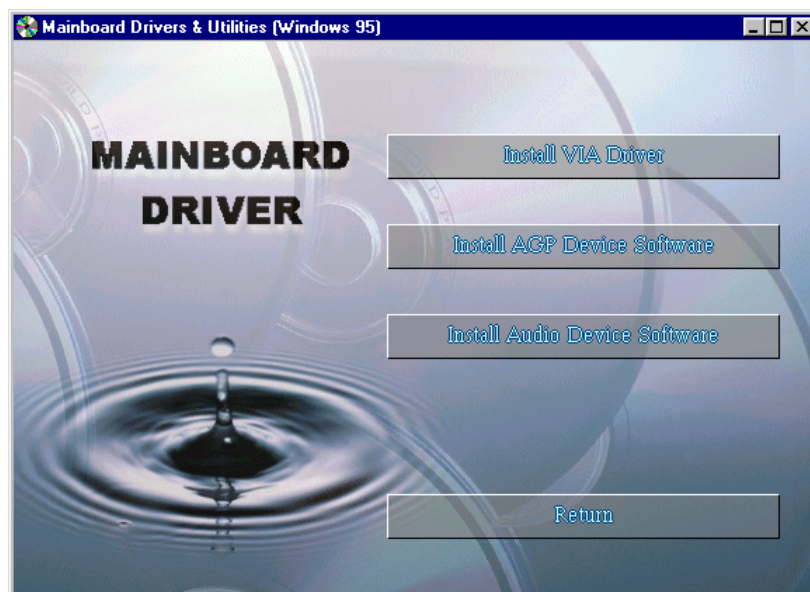 Mainboard Drivers & Utilities (Windows 95)
MAINBOARD
DRIVER
Install VIA Driver
Install AGP Device Software
Install Audio Device Software
Return